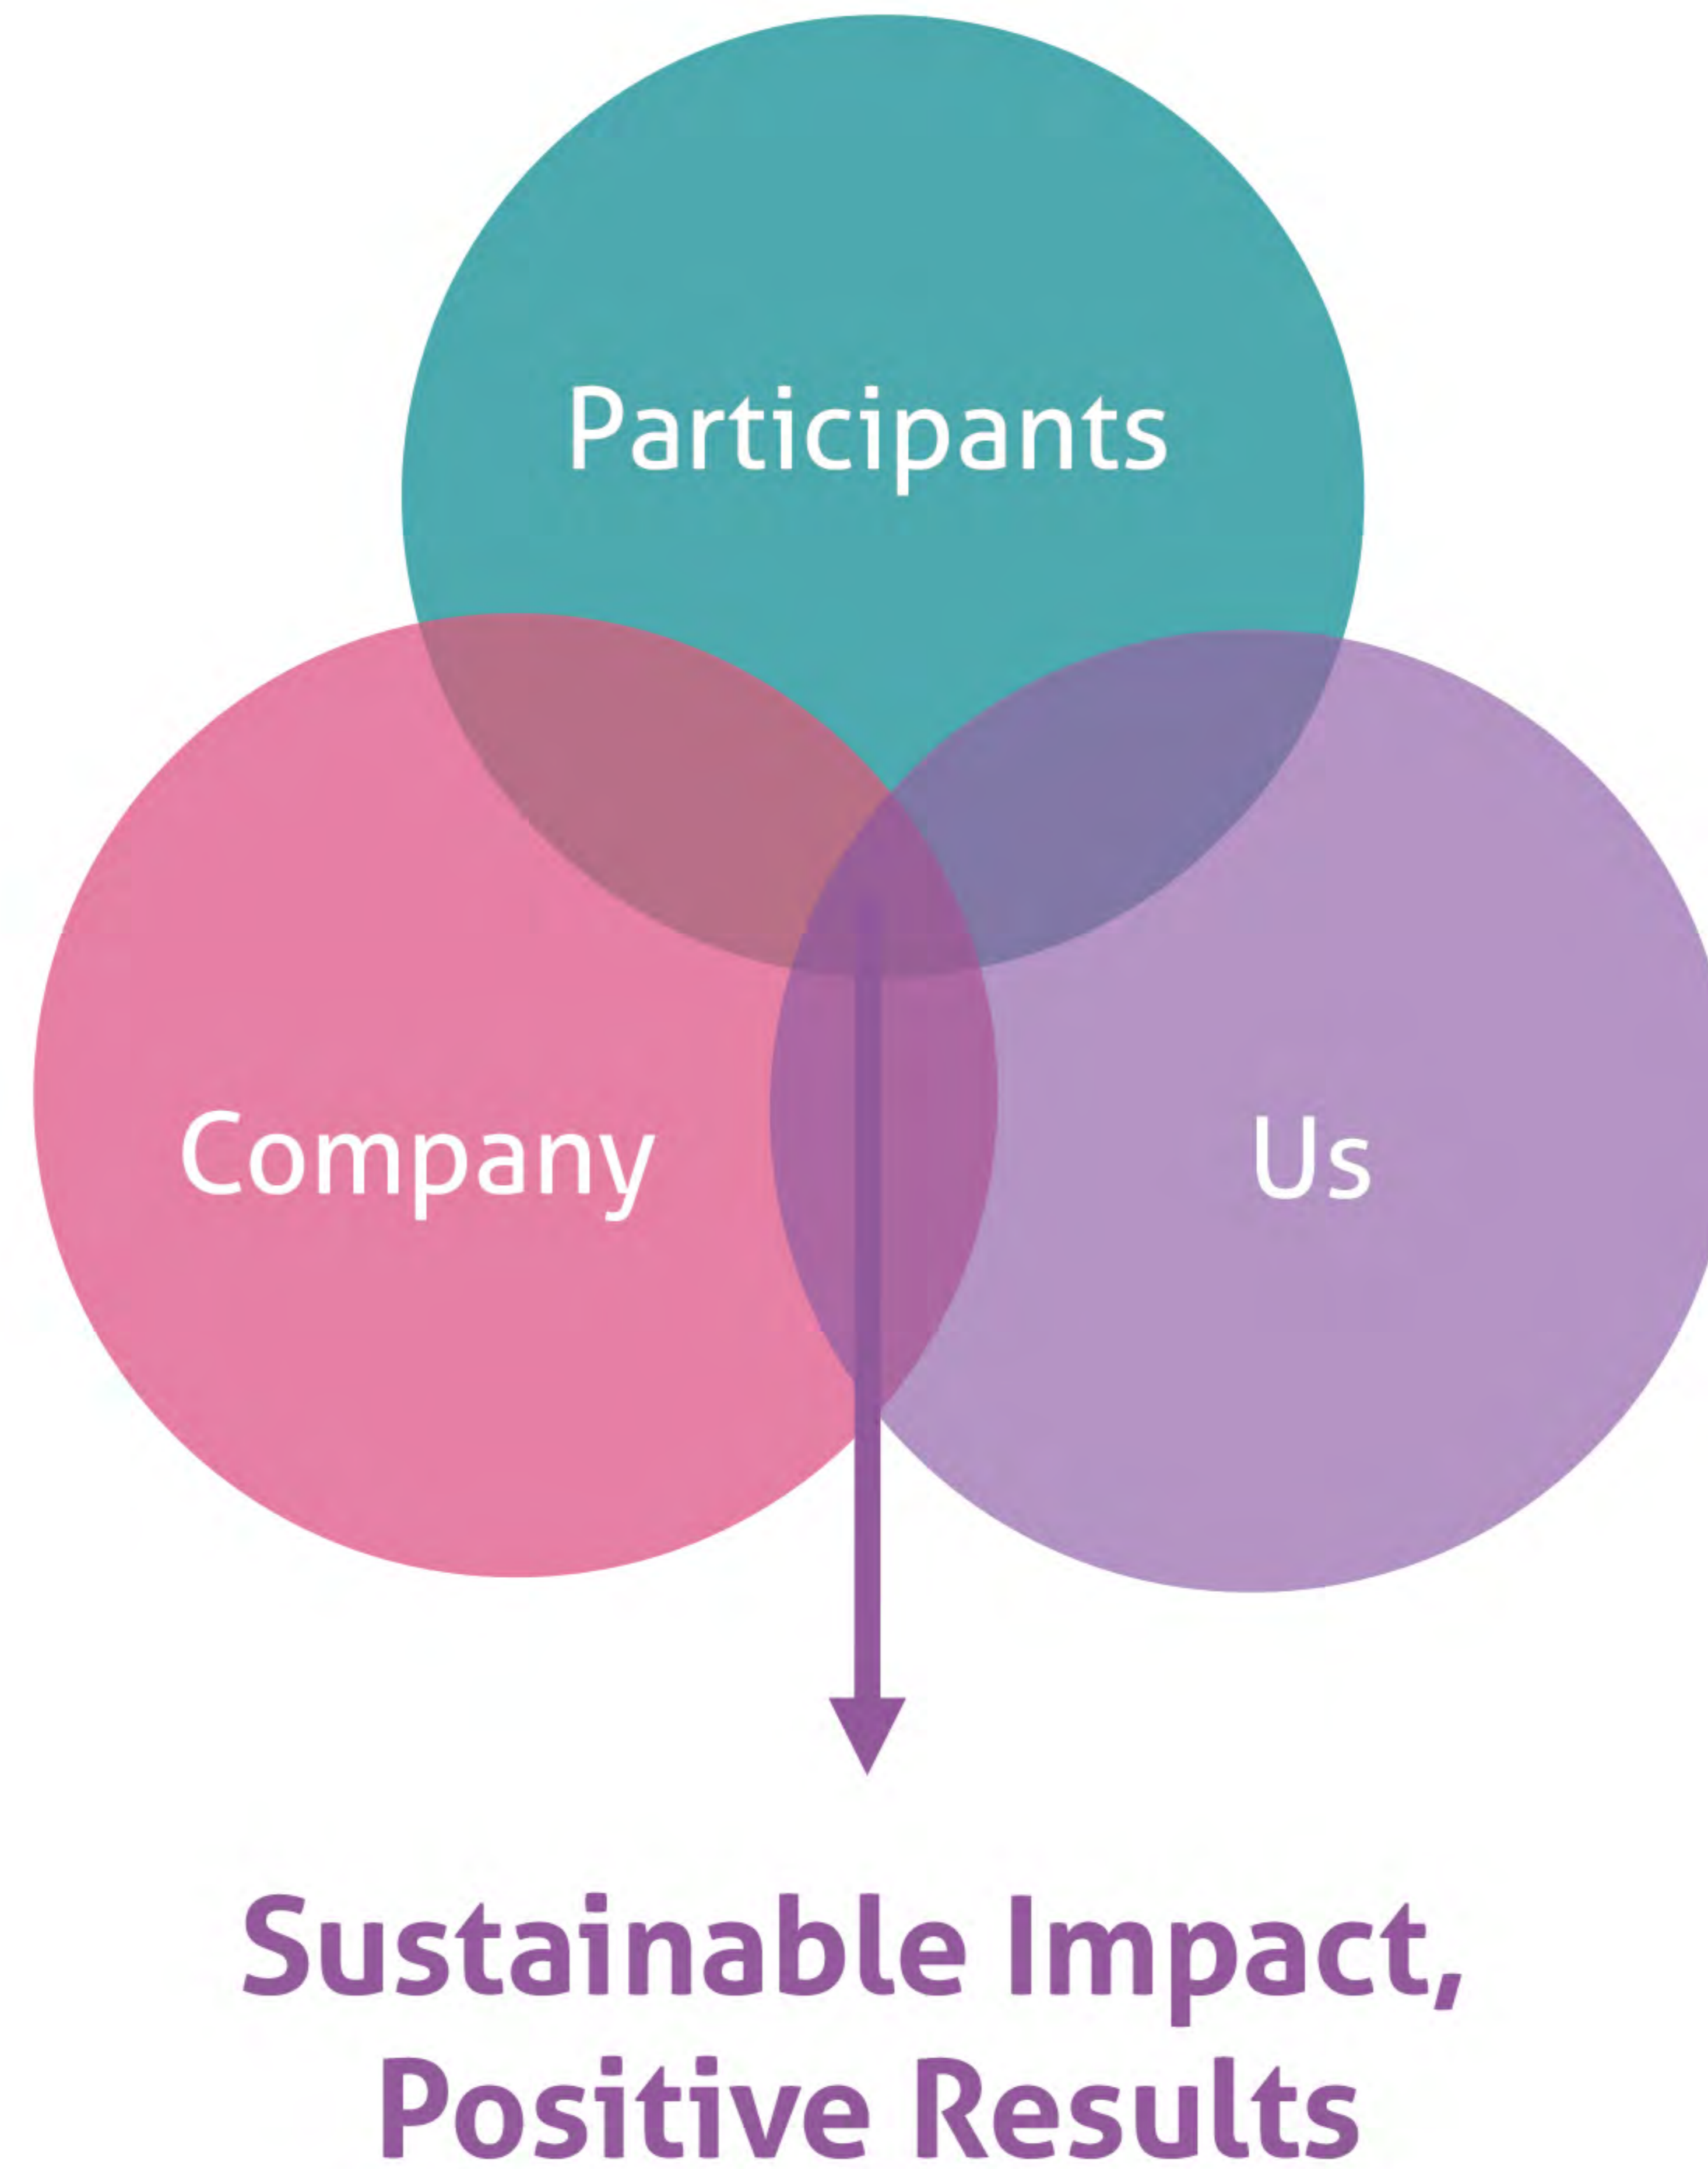 Participants
Company
Us
Sustainable Impact,
Positive Results